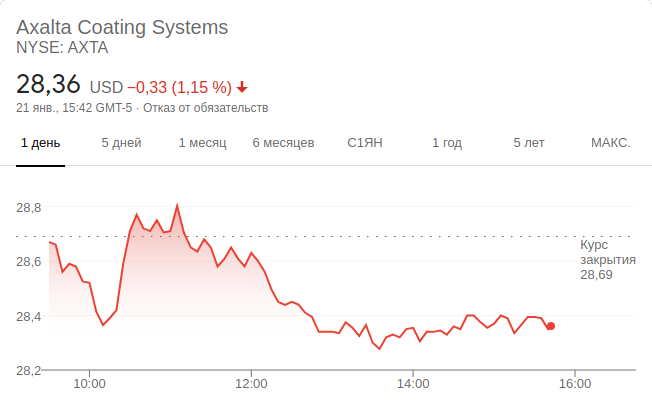 Axalta Coating Systems
NYSE: AXTA
28,36 USD −0,33 (1,15 %)
21 янв., 15:42 GMT-5 · Отказ от обязательств
1 день 5 дней 1 месяц 6 месяцев С1ЯН 1 год 5 лет МАКС.
28,8
28,6
28,4
28,2
Курс
закрытия
28,69
10:00 12:00 14:00 16:00